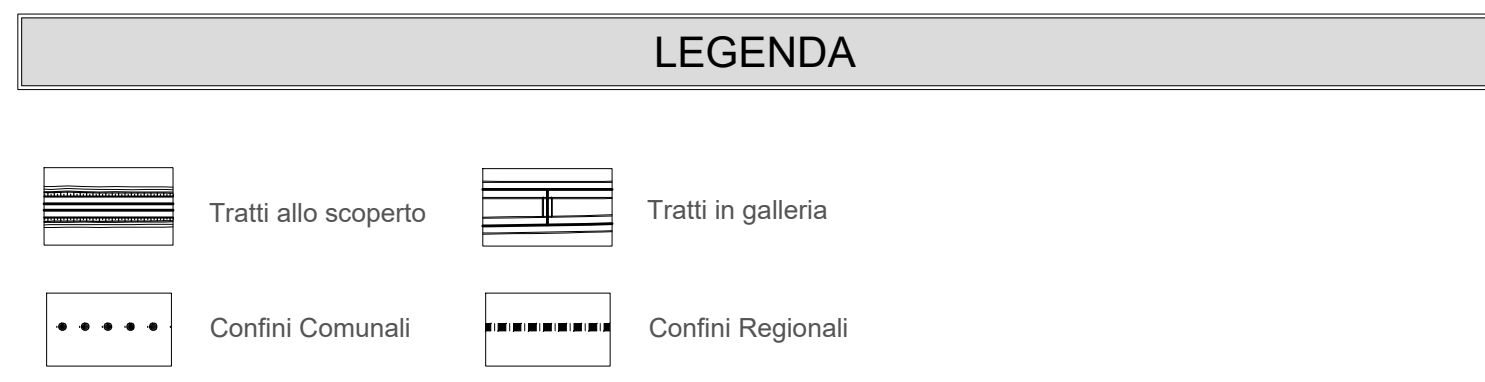 LEGENDA
Tratti allo scoperto
Tratti in galleria
Confini Comunali
Confini Regionali